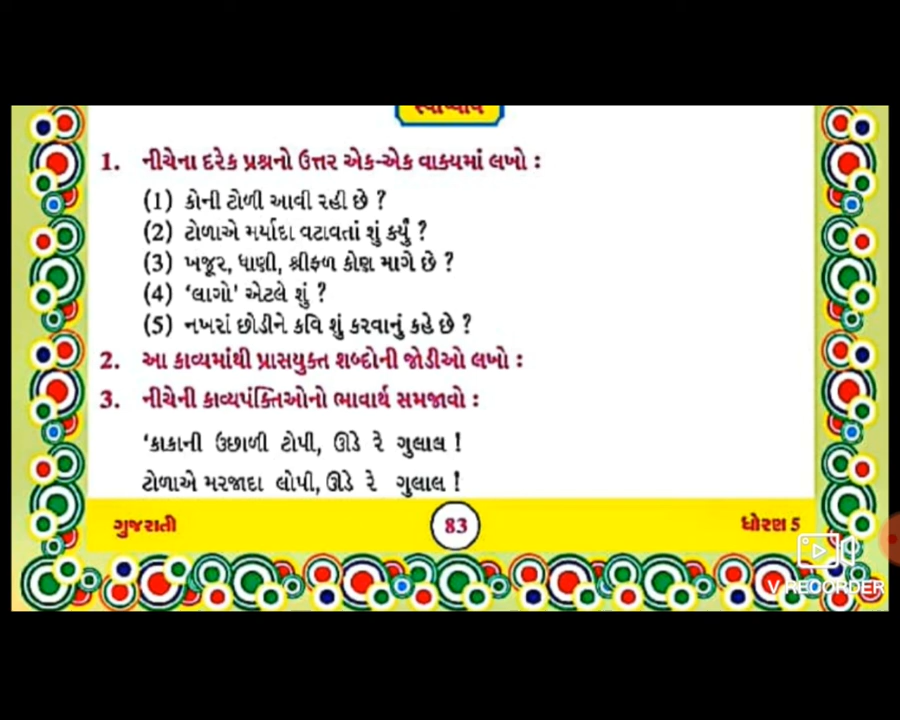 સ્વાધ્યાય
1. નીચેના દરેક પ્રશ્નનો ઉત્તર એક-એક વાક્યમાં લખો :
(1) કોની ટોળી આવી રહી છે ?
(2) ટોળાએ મર્યાદા વટાવતાં શું કર્યું ?
(3) ખજૂર, ધાણી, શ્રીફળ કોણ માગે છે ?
(4) ‘લાગો’ એટલે શું ?
(5) નખરાં છોડીને કવિ શું કરવાનું કહે છે ?
2. આ કાવ્યમાંથી પ્રાસયુક્ત શબ્દોની જોડીઓ લખો :
3. નીચેની કાવ્યપંક્તિઓનો ભાવાર્થ સમજાવો :
‘કાકાની ઉછાળી ટોપી, ઊડે રે ગુલાલ !
ટોળાએ મરજાદા લોપી, ઊડે રે ગુલાલ !
ગુજરાતી 83 ધોરણ 5
V RECORDER